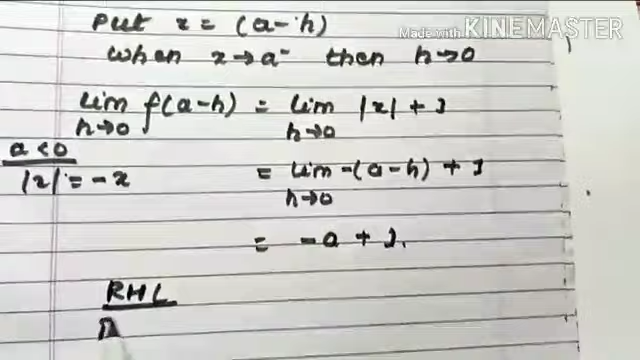 Put x = (a-h)
Made with KINEMASTER
when x→a⁻ then h→0
lim f(a-h) = lim |x| + 1
h→0 h→0
a<0
|x| = -x = lim -(a-h) + 1
h→0
= -a + 1.
RHL